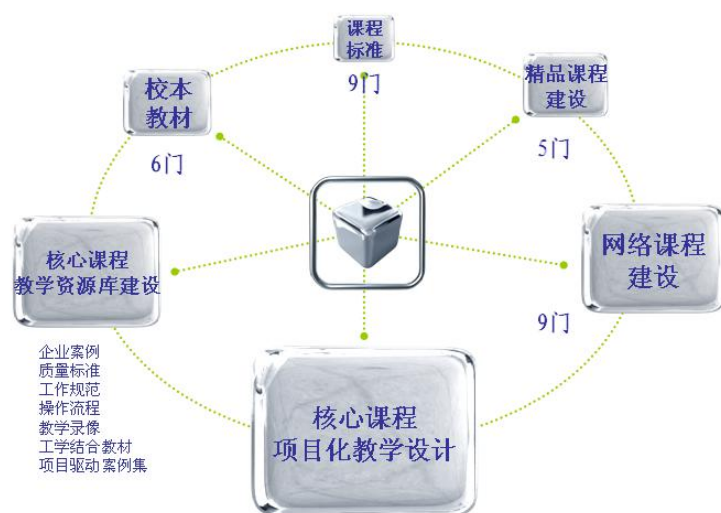 课程
标准
9门
校本
教材
6门
精品课程
建设
5门
核心课程
教学资源库建设
网络课程
建设
9门
企业案例
质量标准
工作规范
操作流程
教学录像
工学结合教材
项目驱动案例集
核心课程
项目化教学设计